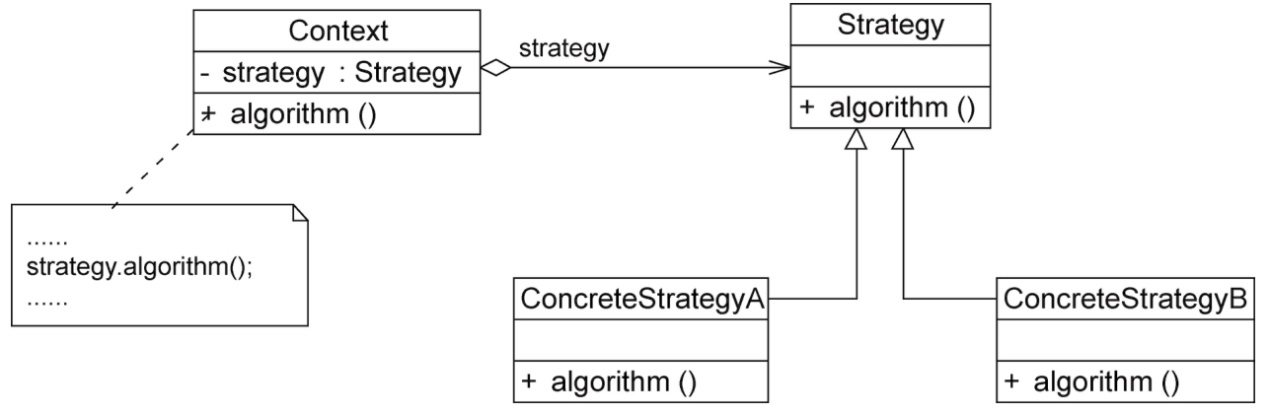 Context
- strategy : Strategy
+ algorithm ()
strategy
Strategy
+ algorithm ()
......
strategy.algorithm();
......
ConcreteStrategyA
+ algorithm ()
ConcreteStrategyB
+ algorithm ()